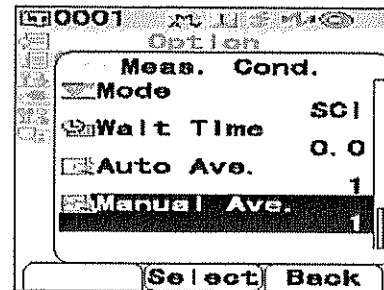 0001
Option
Meas. Cond.
Mode
SCI
Wait Time
0.0
Auto Ave.
1
Manual Ave.
1
Select Back